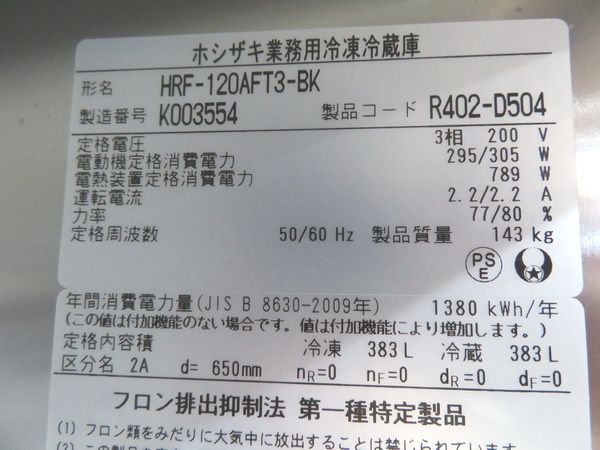 ホシザキ業務用冷凍冷蔵庫
形名 HRF-120AFT3-BK
製造番号 K003554 製品コード R402-D504
定格電圧 3相 200 V
電動機定格消費電力 295/305 W
電熱装置定格消費電力 789 W
運転電流 2.2/2.2 A
力率 77/80 %
定格周波数 50/60 Hz 製品質量 143 kg
PS
E
年間消費電力量(JIS B 8630-2009年) 1380 kWh/年
(この値は付加機能のない場合です。値は付加機能により増加します。)
定格内容積 冷凍 383 L 冷蔵 383 L
区分名 2A d= 650mm nR=0 nF=0 dR=0 dF=0
フロン排出抑制法 第一種特定製品
(1) フロン類をみだりに大気中に放出することは禁じられています。